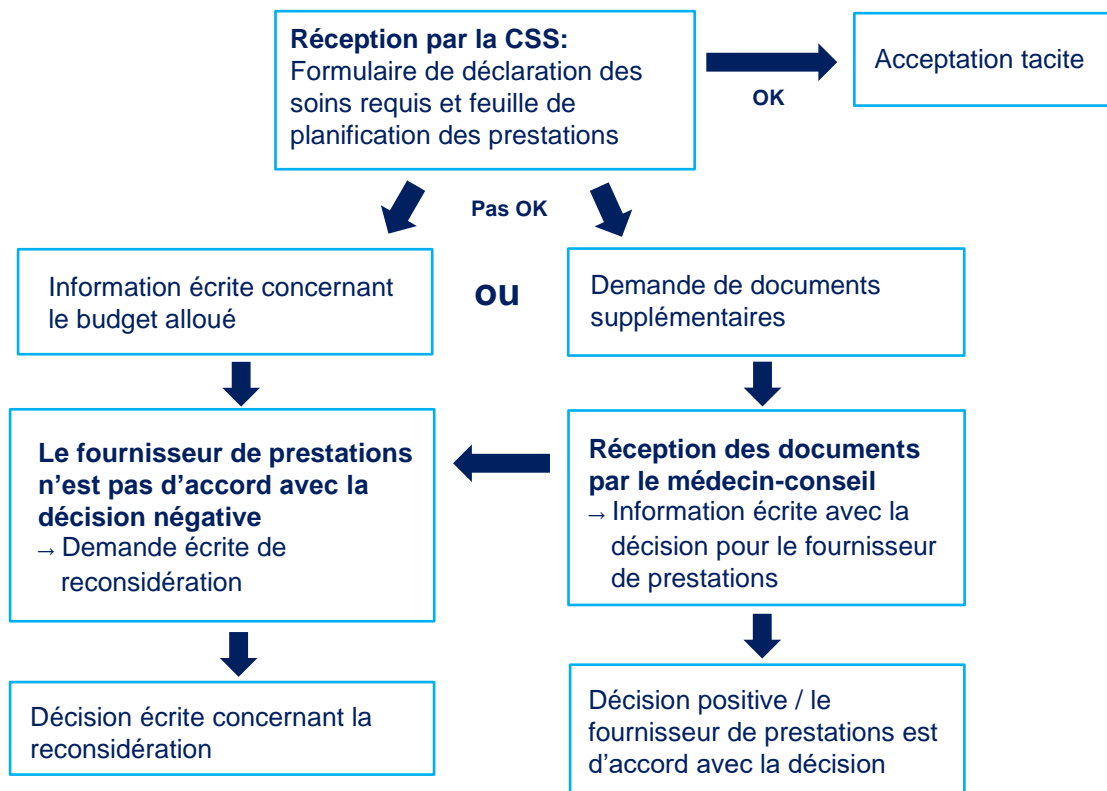 Réception par la CSS:
Formulaire de déclaration des
soins requis et feuille de
planification des prestations
OK
Acceptation tacite
Pas OK
Information écrite concernant
le budget alloué
ou
Demande de documents
supplémentaires
Le fournisseur de prestations
n’est pas d’accord avec la
décision négative
→ Demande écrite de
reconsidération
Réception des documents
par le médecin-conseil
→ Information écrite avec la
décision pour le fournisseur
de prestations
Décision écrite concernant la
reconsidération
Décision positive / le
fournisseur de prestations est
d’accord avec la décision